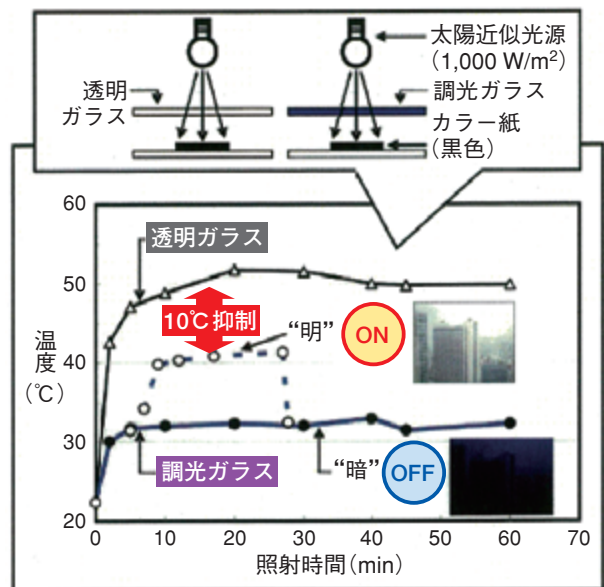 太陽近似光源
（1,000 W/m²）
透明
ガラス
調光ガラス
カラー紙
（黒色）
60
50
40
30
20
温度
（℃）
透明ガラス
10℃抑制
“明”
ON
調光ガラス
“暗”
OFF
0
10
20
30
40
50
60
70
照射時間（min）